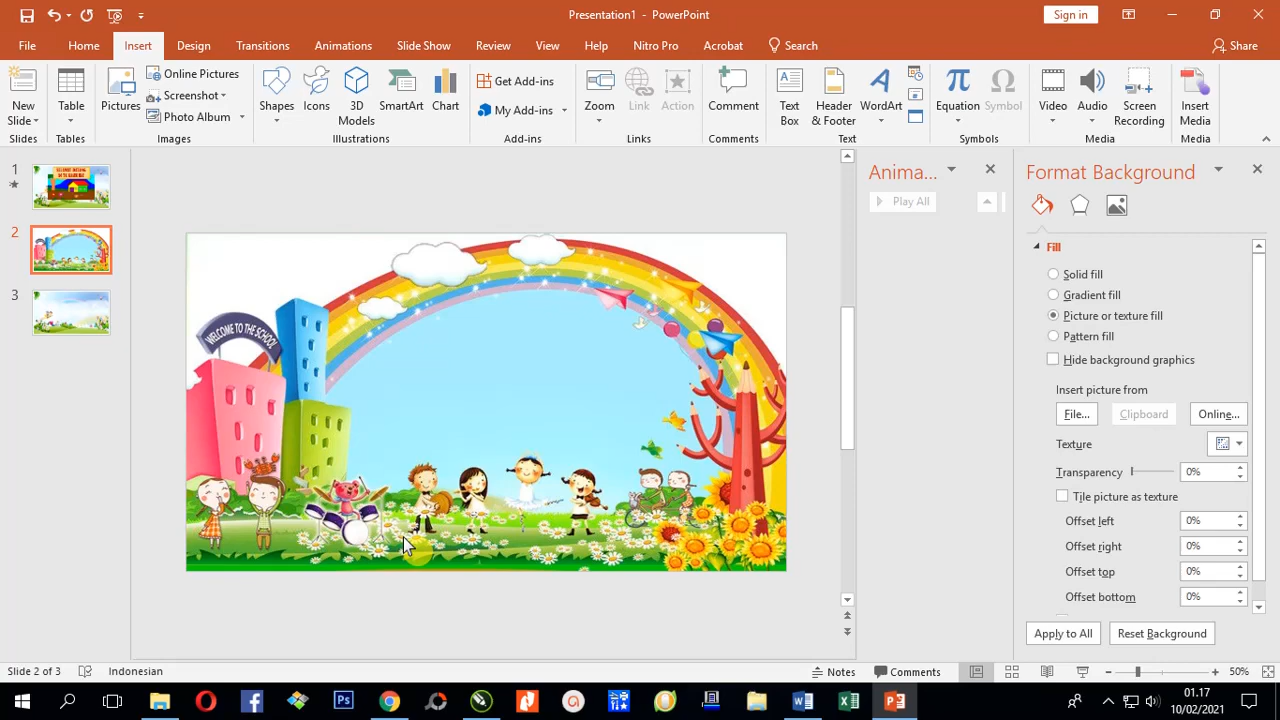 Presentation1 - PowerPoint
Sign in
File Home Insert Design Transitions Animations Slide Show Review View Help Nitro Pro Acrobat Search Share
New Slide
Slides
Table
Tables
Pictures
Online Pictures
Screenshot
Photo Album
Images
Shapes
Icons
3D Models
SmartArt
Chart
Illustrations
Get Add-ins
My Add-ins
Add-ins
Zoom
Link
Action
Links
Comment
Comments
Text Box
Header & Footer
WordArt
Text
Equation
Symbol
Symbols
Video
Audio
Screen Recording
Media
Insert Media
Media
1
2
3
WELCOME TO THE SCHOOL
Anima...
Play All
Format Background
Fill
Solid fill
Gradient fill
Picture or texture fill
Pattern fill
Hide background graphics
Insert picture from
File...
Clipboard
Online...
Texture
Transparency 0%
Tile picture as texture
Offset left 0%
Offset right 0%
Offset top 0%
Offset bottom 0%
Apply to All
Reset Background
Slide 2 of 3
Indonesian
Notes
Comments
50%
Ps
01.17
10/02/2021